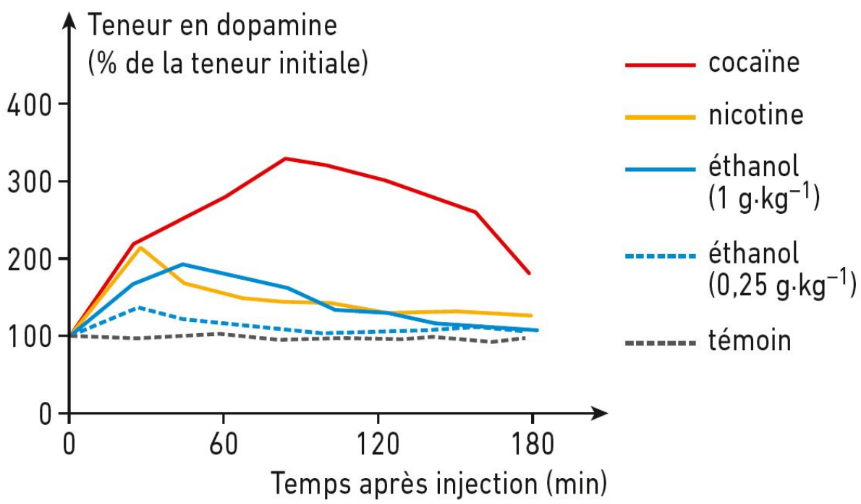 Teneur en dopamine
(% de la teneur initiale)
400
300
200
100
0
0 60 120 180
Temps après injection (min)
cocaïne
nicotine
éthanol
(1 g·kg⁻¹)
éthanol
(0,25 g·kg⁻¹)
témoin